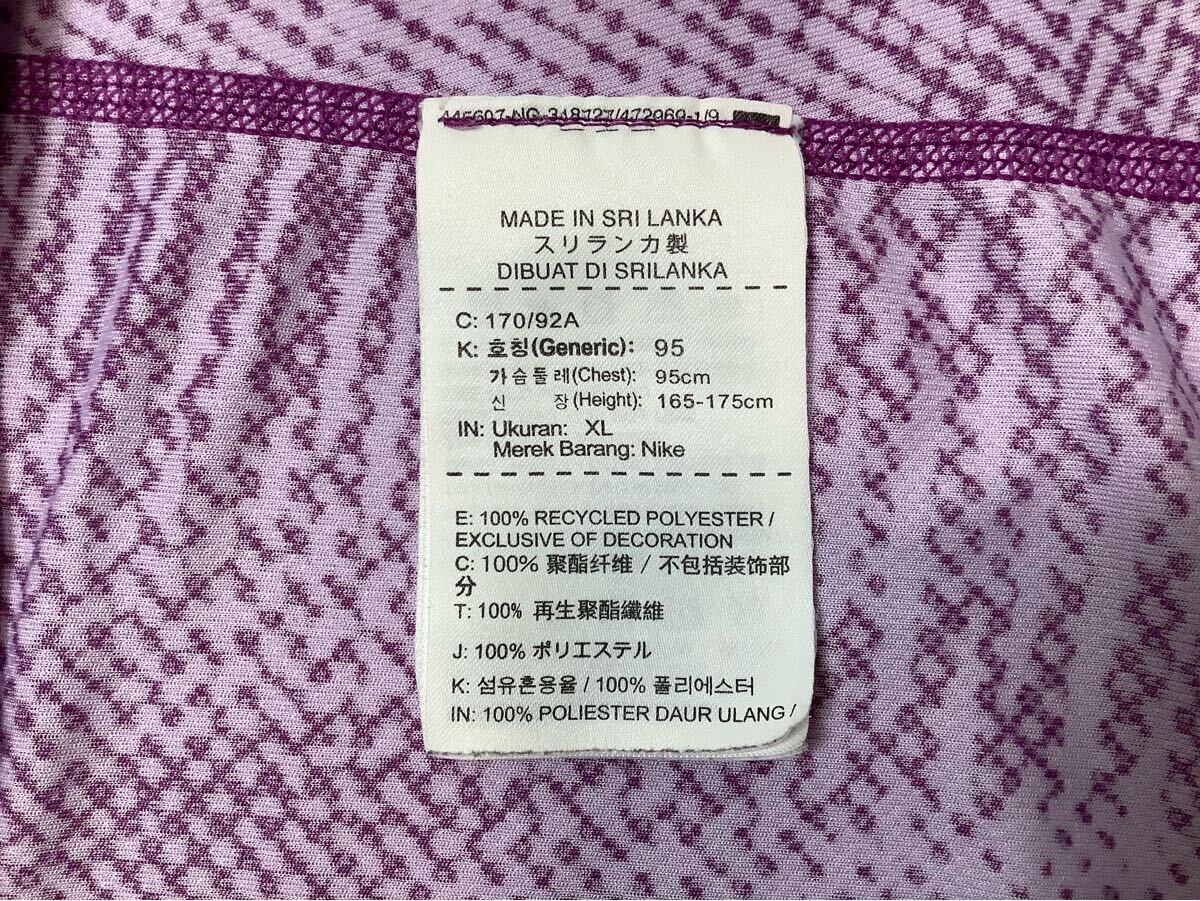 MADE IN SRI LANKA
スリランカ製
DIBUAT DI SRILANKA
C: 170/92A
K: 호칭(Generic): 95
가슴둘레(Chest): 95cm
신 장(Height): 165-175cm
IN: Ukuran: XL
Merek Barang: Nike
E: 100% RECYCLED POLYESTER /
EXCLUSIVE OF DECORATION
C: 100% 聚酯纤维 / 不包括装饰部
分
T: 100% 再生聚酯纖維
J: 100% ポリエステル
K: 섬유혼용율 / 100% 폴리에스터
IN: 100% POLIESTER DAUR ULANG /